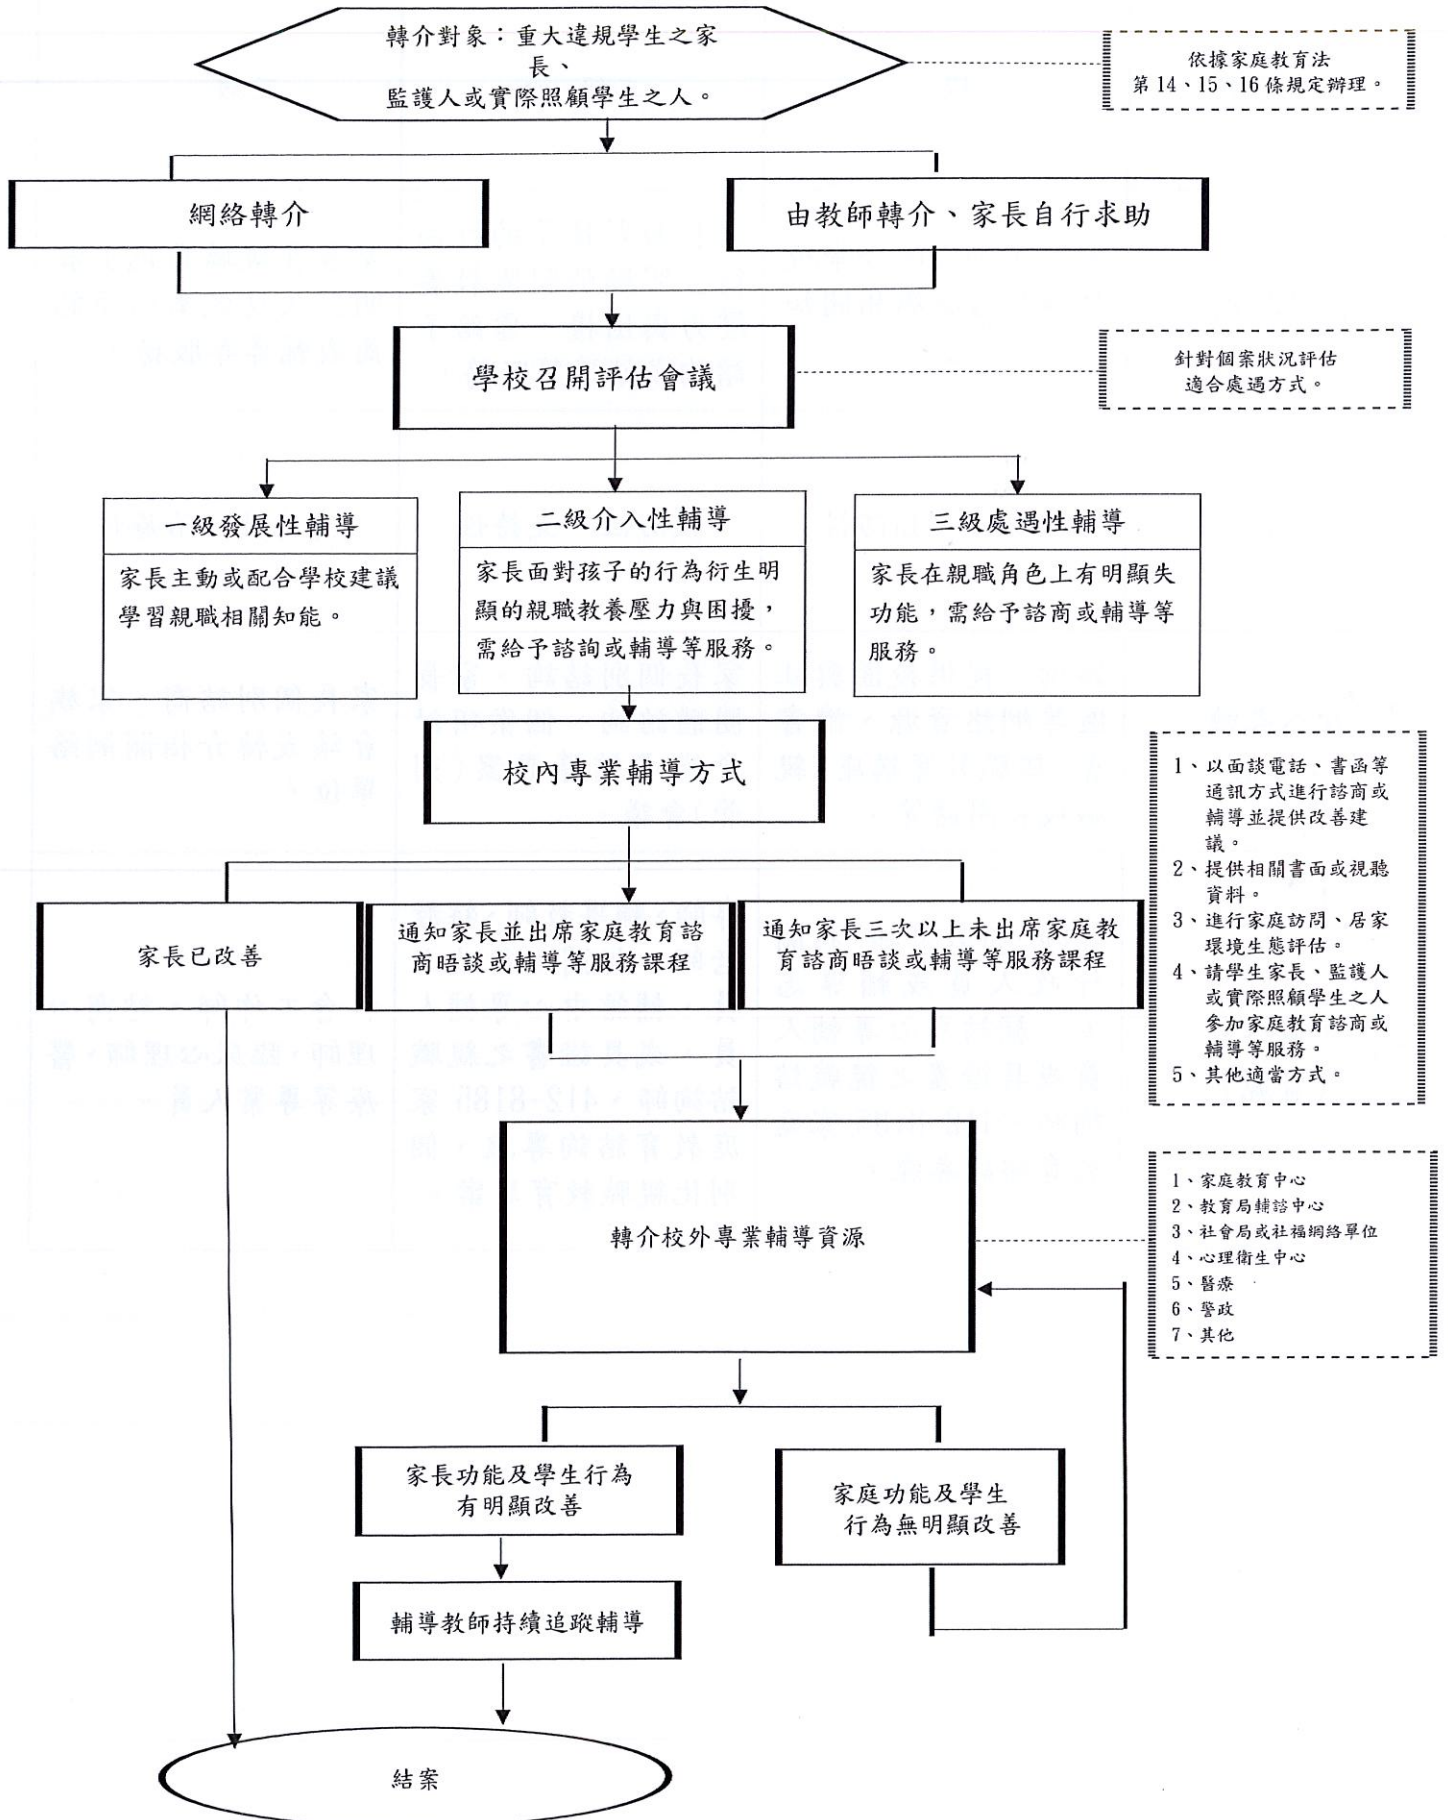 轉介對象：重大違規學生之家
長、
監護人或實際照顧學生之人。
依據家庭教育法
第 14、15、16 條規定辦理。
網絡轉介
由教師轉介、家長自行求助
學校召開評估會議
針對個案狀況評估
適合處遇方式。
一級發展性輔導
家長主動或配合學校建議
學習親職相關知能。
二級介入性輔導
家長面對孩子的行為衍生明
顯的親職教養壓力與困擾，
需給予諮詢或輔導等服務。
三級處遇性輔導
家長在親職角色上有明顯失
功能，需給予諮商或輔導等
服務。
校內專業輔導方式
1、以面談電話、書函等
通訊方式進行諮商或
輔導並提供改善建
議。
2、提供相關書面或視聽
資料。
3、進行家庭訪問、居家
環境生態評估。
4、請學生家長、監護人
或實際照顧學生之人
參加家庭教育諮商或
輔導等服務。
5、其他適當方式。
家長已改善
通知家長並出席家庭教育諮
商晤談或輔導等服務課程
通知家長三次以上未出席家庭教
育諮商晤談或輔導等服務課程
轉介校外專業輔導資源
1、家庭教育中心
2、教育局輔諮中心
3、社會局或社福網絡單位
4、心理衛生中心
5、醫療
6、警政
7、其他
家長功能及學生行為
有明顯改善
家庭功能及學生
行為無明顯改善
輔導教師持續追蹤輔導
結案